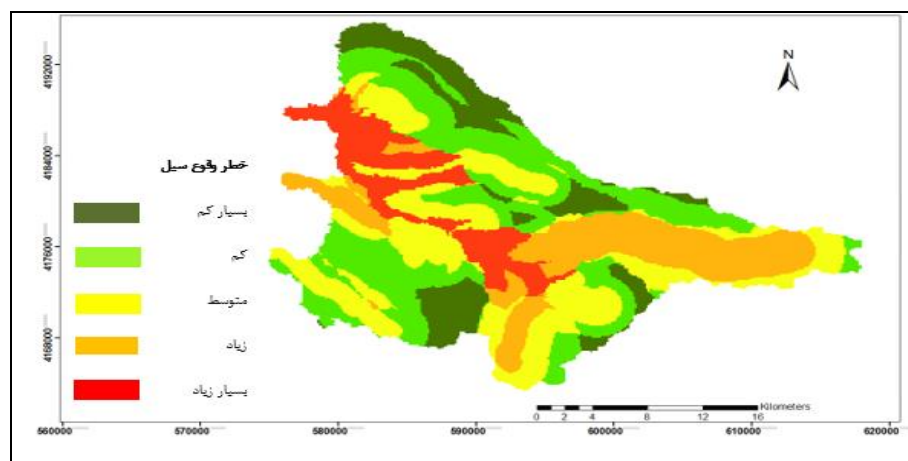 N
4192000
4184000
4176000
4168000
خطر وقوع سیل
بسیار کم
کم
متوسط
زیاد
بسیار زیاد
Kilometers
0 2 4 8 12 16
560000 570000 580000 590000 600000 610000 620000